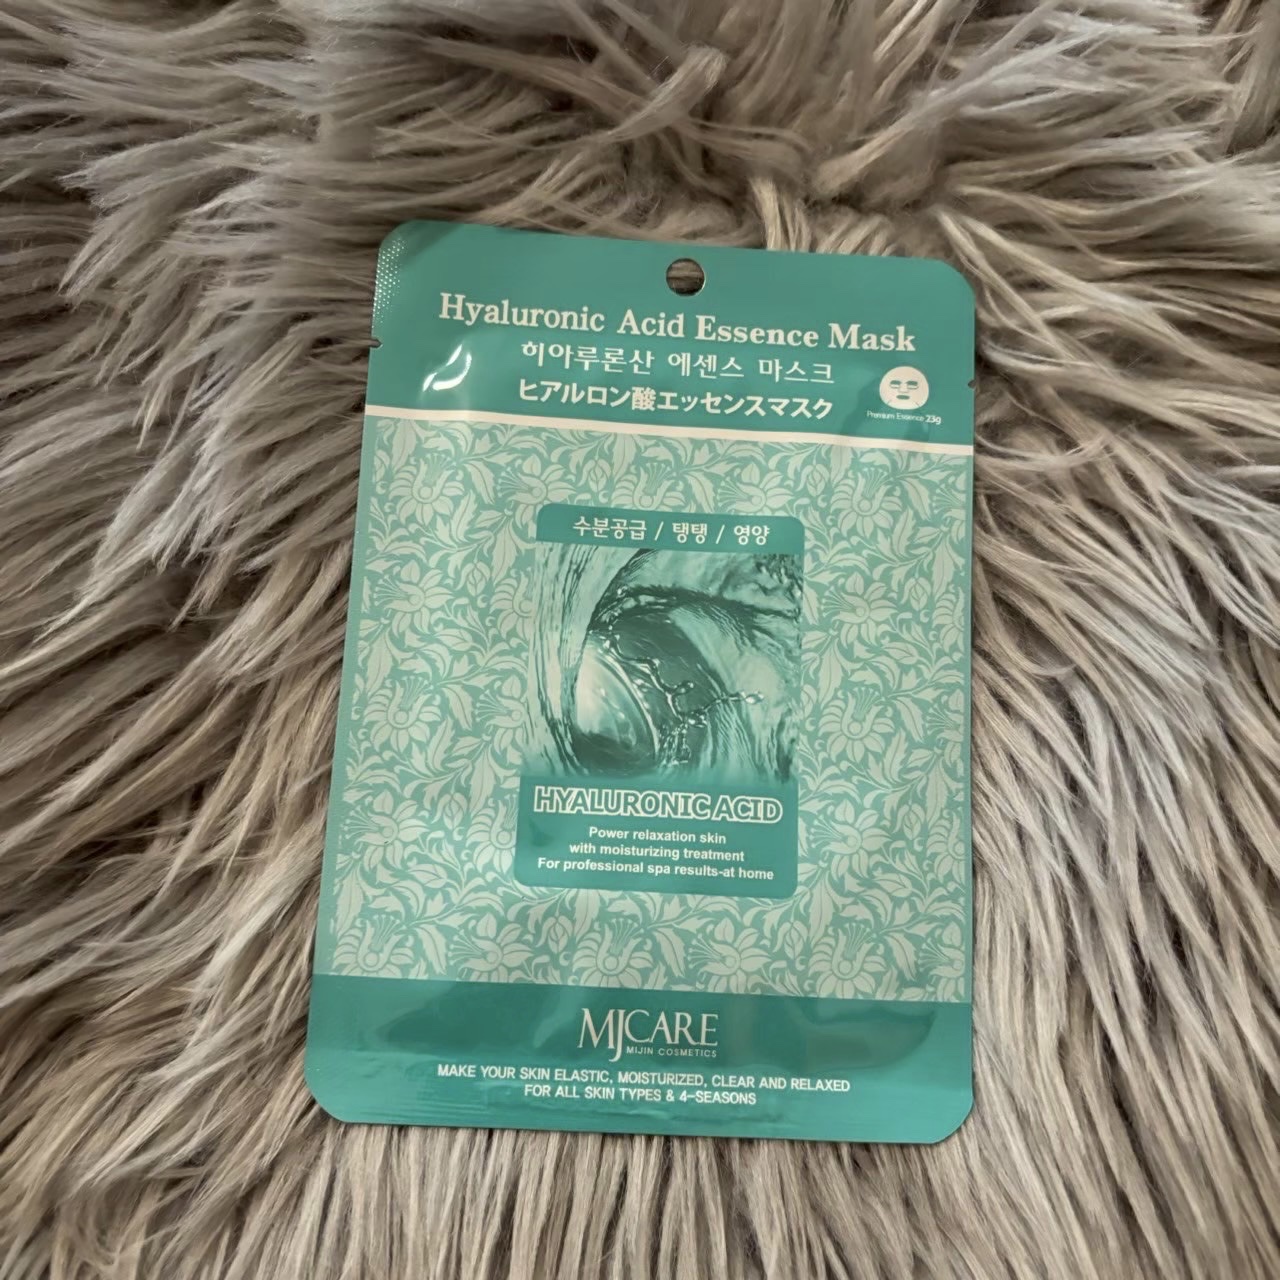 Hyaluronic Acid Essence Mask
히아루론산 에센스 마스크
ヒアルロン酸エッセンスマスク
Premium Essence 23g
수분공급 / 탱탱 / 영양
HYALURONIC ACID
Power relaxation skin
with moisturizing treatment
For professional spa results-at home
MJCARE
MIJIN COSMETICS
MAKE YOUR SKIN ELASTIC, MOISTURIZED, CLEAR AND RELAXED
FOR ALL SKIN TYPES & 4-SEASONS